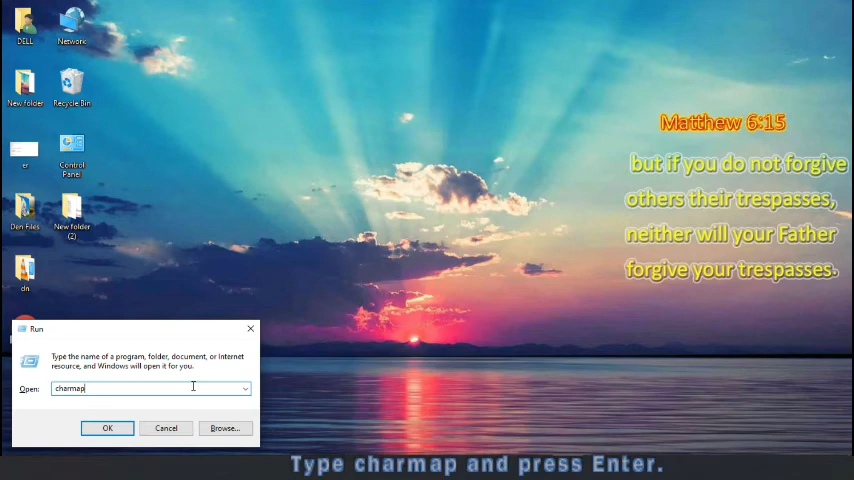 DELL
Network
New folder
Recycle Bin
er
Control
Panel
Den Files
New folder
(2)
dn
Matthew 6:15
but if you do not forgive
others their trespasses,
neither will your Father
forgive your trespasses.
Run
Type the name of a program, folder, document, or Internet
resource, and Windows will open it for you.
Open:
charmap
OK
Cancel
Browse...
Type charmap and press Enter.